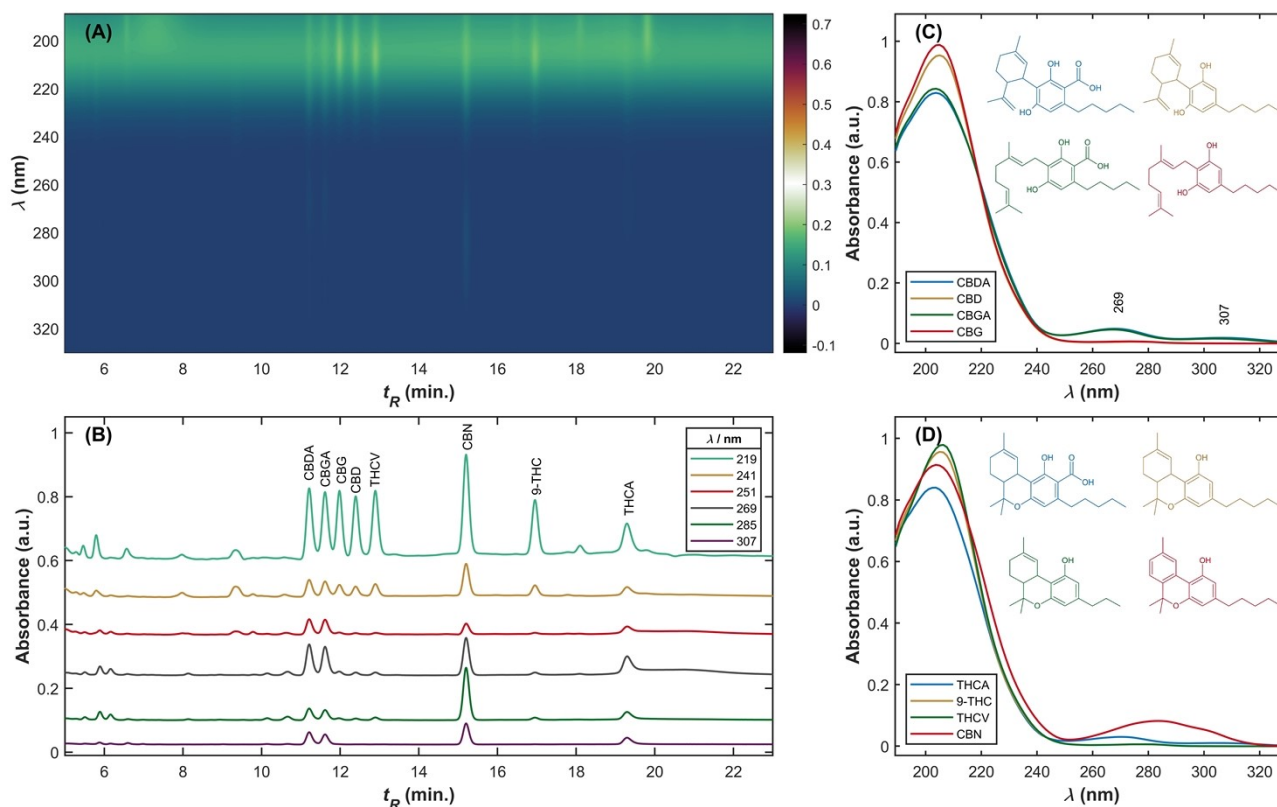 (A)
200
220
240
260
280
300
320
λ (nm)
6 8 10 12 14 16 18 20 22
tR (min.)
0.7
0.6
0.5
0.4
0.3
0.2
0.1
0
-0.1
(B)
1
0.8
0.6
0.4
0.2
0
Absorbance (a.u.)
CBDA
CBGA
CBG
CBD
THCV
CBN
9-THC
THCA
λ / nm
219
241
251
269
285
307
6 8 10 12 14 16 18 20 22
tR (min.)
(C)
1
0.8
0.6
0.4
0.2
0
Absorbance (a.u.)
OH O
OH
HO
OH
HO
OH O
OH
HO
OH
HO
CBDA
CBD
CBGA
CBG
269
307
200 220 240 260 280 300 320
λ (nm)
(D)
1
0.8
0.6
0.4
0.2
0
Absorbance (a.u.)
OH O
OH
O
OH
O
OH
O
OH
O
THCA
9-THC
THCV
CBN
200 220 240 260 280 300 320
λ (nm)